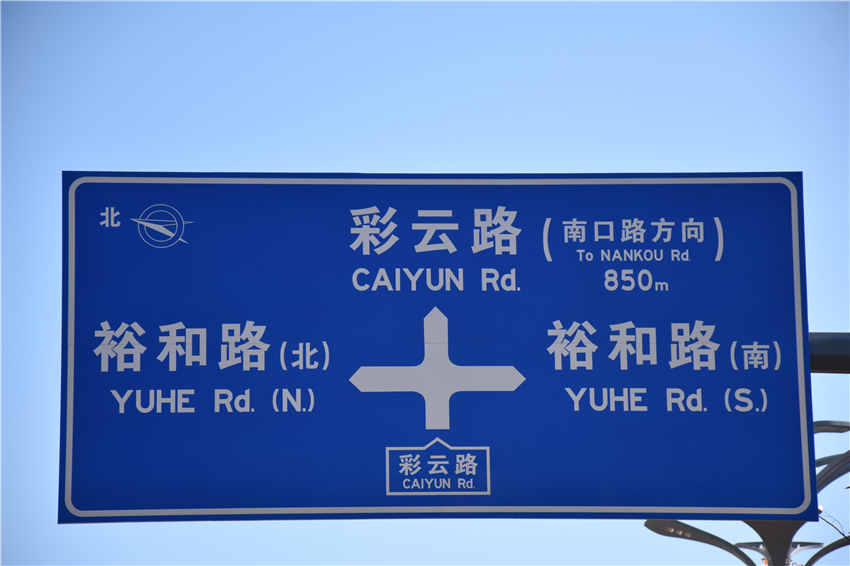 北
彩云路 (南口路方向)
To NANKOU Rd.
CAIYUN Rd. 850m
裕和路(北)
YUHE Rd. (N.)
裕和路(南)
YUHE Rd. (S.)
彩云路
CAIYUN Rd.